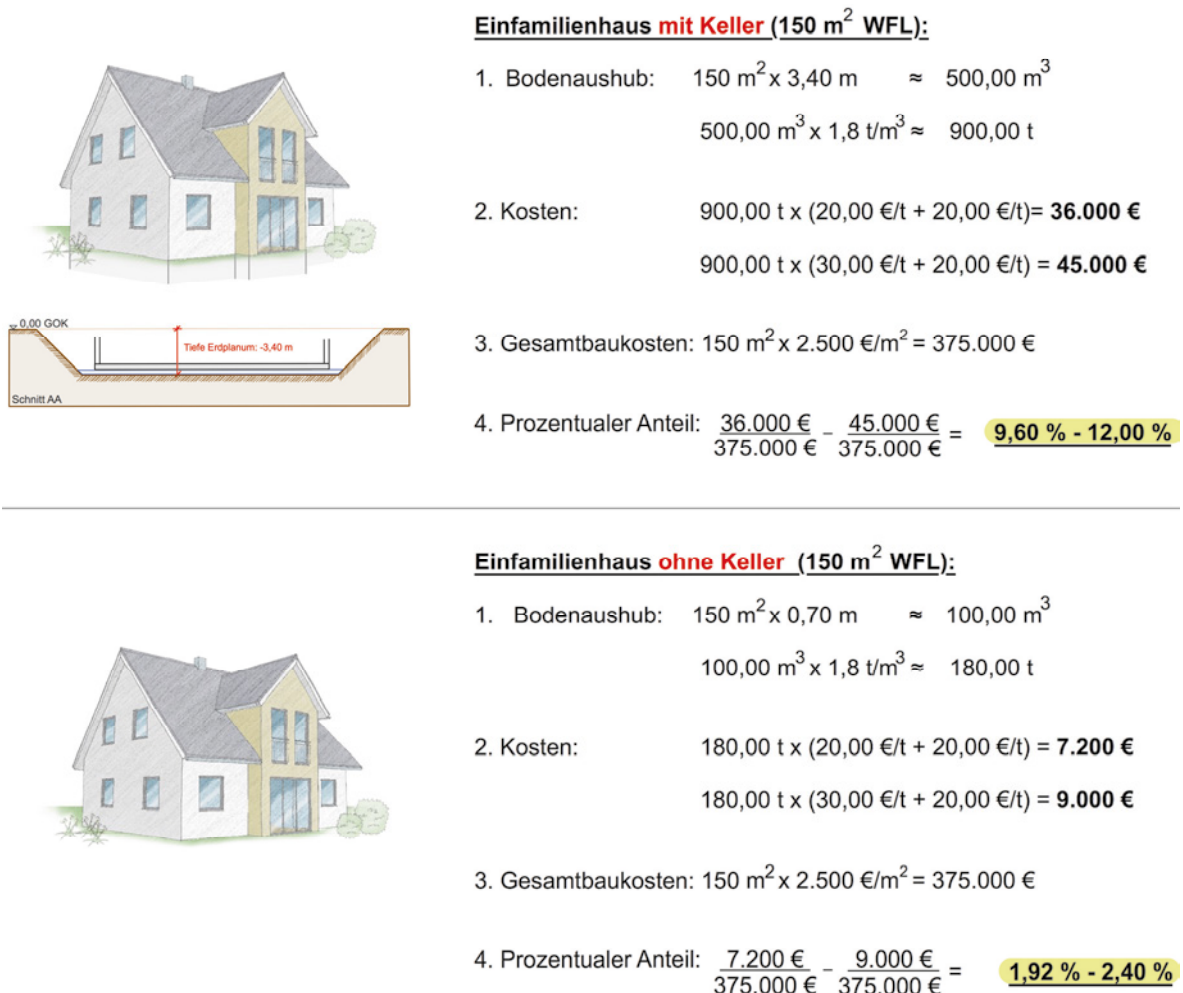 Einfamilienhaus mit Keller (150 m² WFL):
1. Bodenaushub: 150 m² x 3,40 m ≈ 500,00 m³
500,00 m³ x 1,8 t/m³ ≈ 900,00 t
2. Kosten: 900,00 t x (20,00 €/t + 20,00 €/t)= 36.000 €
900,00 t x (30,00 €/t + 20,00 €/t) = 45.000 €
0,00 GOK
Tiefe Erdplanum: -3,40 m
Schnitt AA
3. Gesamtbaukosten: 150 m² x 2.500 €/m² = 375.000 €
4. Prozentualer Anteil: 36.000 € / 375.000 € - 45.000 € / 375.000 € = 9,60 % - 12,00 %
Einfamilienhaus ohne Keller (150 m² WFL):
1. Bodenaushub: 150 m² x 0,70 m ≈ 100,00 m³
100,00 m³ x 1,8 t/m³ ≈ 180,00 t
2. Kosten: 180,00 t x (20,00 €/t + 20,00 €/t) = 7.200 €
180,00 t x (30,00 €/t + 20,00 €/t) = 9.000 €
3. Gesamtbaukosten: 150 m² x 2.500 €/m² = 375.000 €
4. Prozentualer Anteil: 7.200 € / 375.000 € - 9.000 € / 375.000 € = 1,92 % - 2,40 %